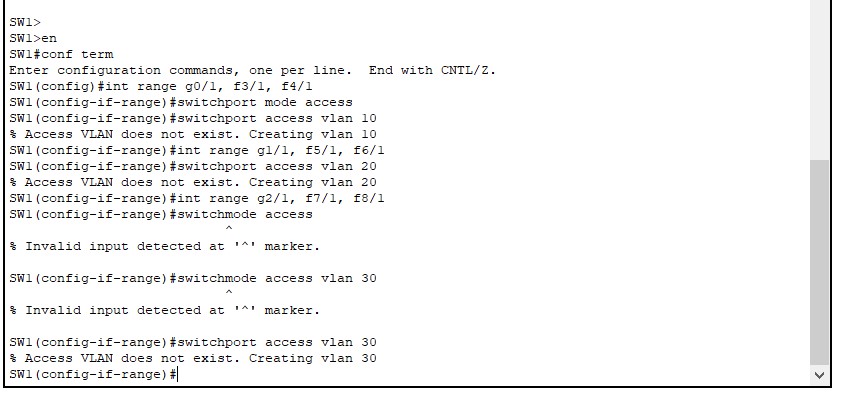 SW1>
SW1>en
SW1#conf term
Enter configuration commands, one per line.  End with CNTL/Z.
SW1(config)#int range g0/1, f3/1, f4/1
SW1(config-if-range)#switchport mode access
SW1(config-if-range)#switchport access vlan 10
% Access VLAN does not exist. Creating vlan 10
SW1(config-if-range)#int range g1/1, f5/1, f6/1
SW1(config-if-range)#switchport access vlan 20
% Access VLAN does not exist. Creating vlan 20
SW1(config-if-range)#int range g2/1, f7/1, f8/1
SW1(config-if-range)#switchmode access
                           ^
% Invalid input detected at '^' marker.
SW1(config-if-range)#switchmode access vlan 30
                           ^
% Invalid input detected at '^' marker.
SW1(config-if-range)#switchport access vlan 30
% Access VLAN does not exist. Creating vlan 30
SW1(config-if-range)#